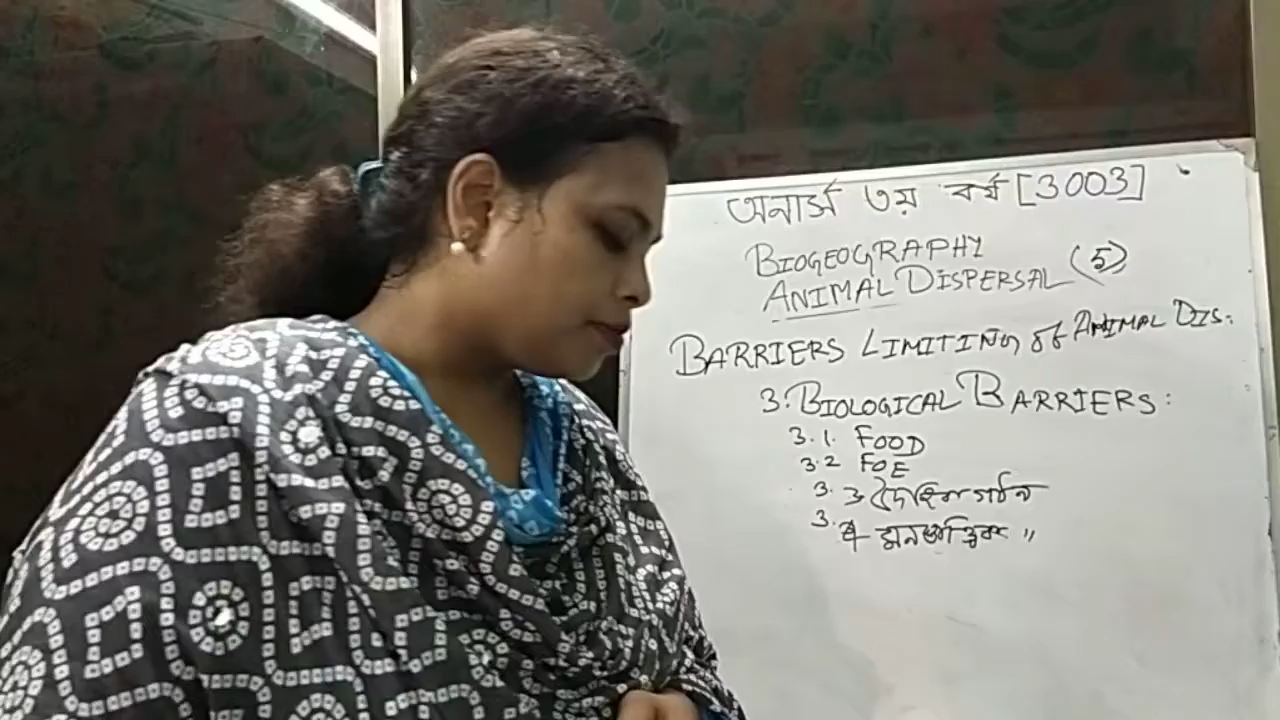 অনার্স ৩য় বর্ষ [3003]
BIOGEOGRAPHY
ANIMAL DISPERSAL (5)
BARRIERS LIMITING OF ANIMAL DIS.
3. BIOLOGICAL BARRIERS:
3.1. FOOD
3.2 FOE
3.3 দৈহিক গঠন
3.4 মনস্তাত্ত্বিক "